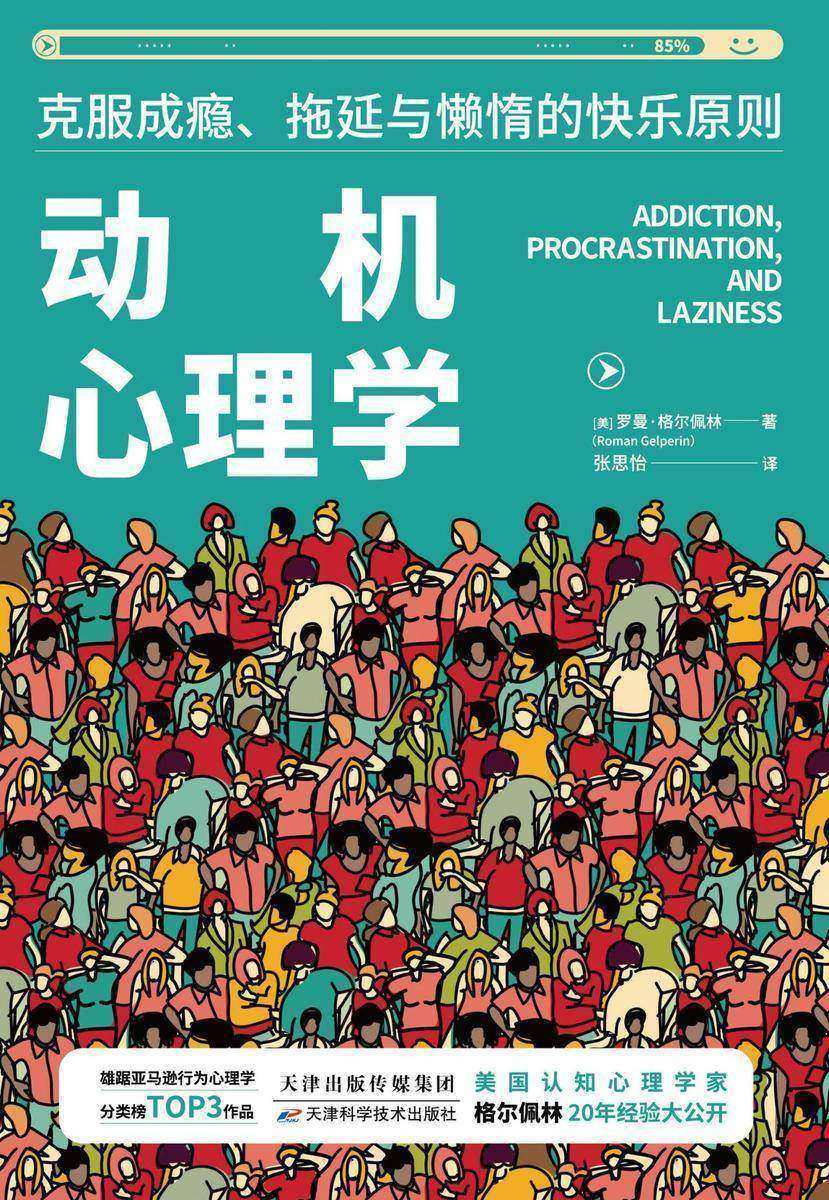 85%
克服成瘾、拖延与懒惰的快乐原则
动机
心理学
ADDICTION,
PROCRASTINATION,
AND
LAZINESS
[美] 罗曼·格尔佩林——著
(Roman Gelperin)
张思怡——译
雄踞亚马逊行为心理学
分类榜TOP3作品
天津出版传媒集团
天津科学技术出版社
美国认知心理学家
格尔佩林 20年经验大公开